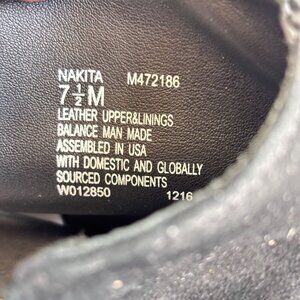 NAKITA M472186
7½M
LEATHER UPPER&LININGS
BALANCE MAN MADE
ASSEMBLED IN USA
WITH DOMESTIC AND GLOBALLY
SOURCED COMPONENTS
W012850 1216